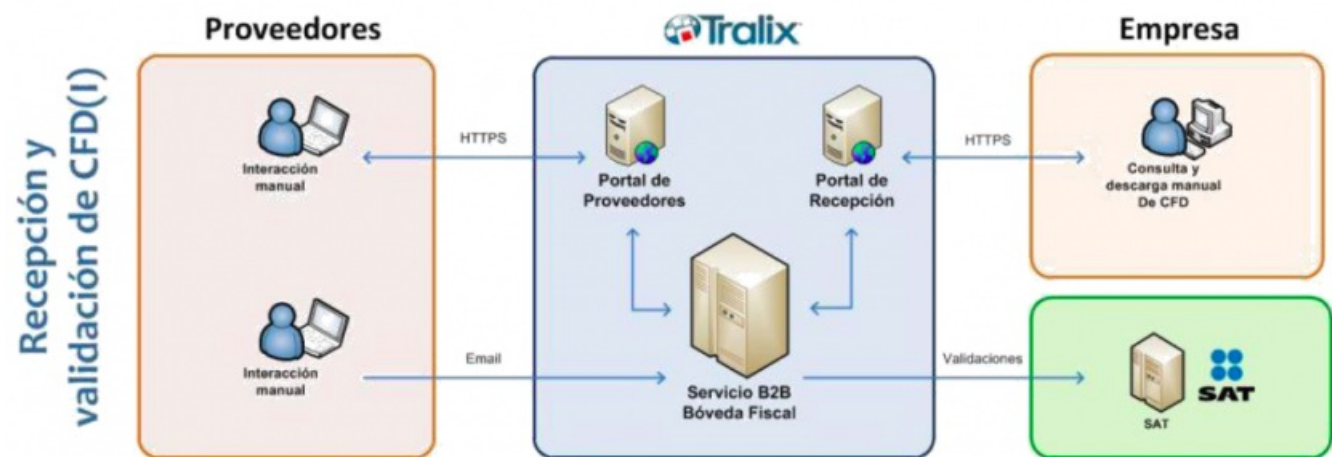 Recepción y
validación de CFD(I)
Proveedores
Tralix
Empresa
Interacción
manual
HTTPS
Portal de
Proveedores
Portal de
Recepción
HTTPS
Consulta y
descarga manual
De CFD
Interacción
manual
Email
Servicio B2B
Bóveda Fiscal
Validaciones
SAT
SAT